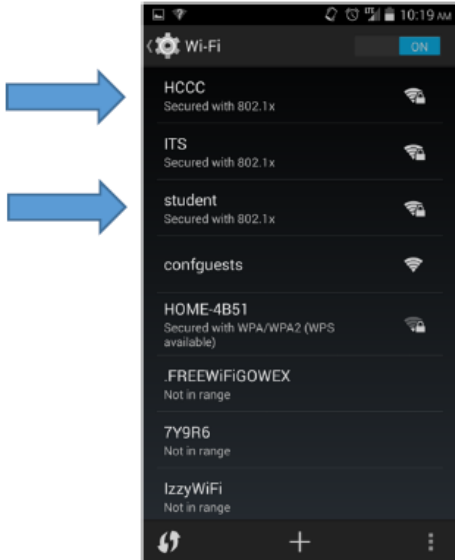 LTE 10:19 AM
Wi-Fi
ON
HCCC
Secured with 802.1x
ITS
Secured with 802.1x
student
Secured with 802.1x
confguests
HOME-4B51
Secured with WPA/WPA2 (WPS
available)
.FREEWiFiGOWEX
Not in range
7Y9R6
Not in range
IzzyWiFi
Not in range